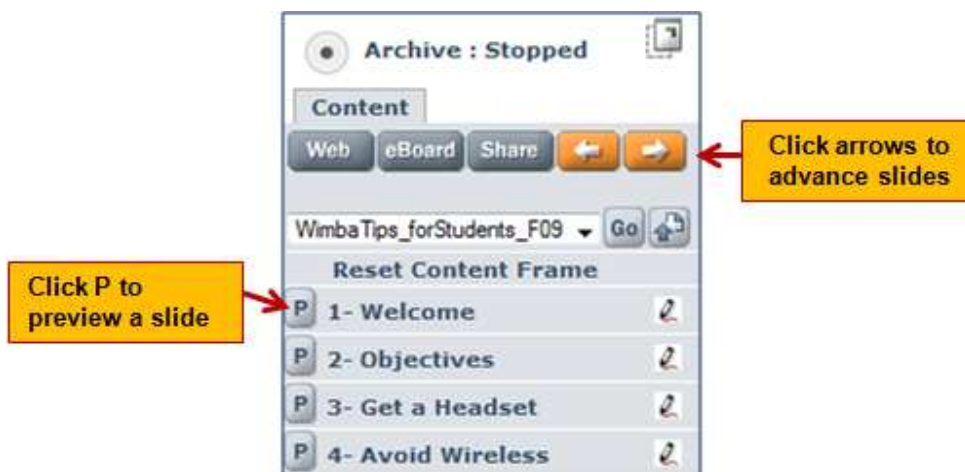 Archive : Stopped
Content
Web eBoard Share
Click arrows to
advance slides
WimbaTips_forStudents_F09 Go
Reset Content Frame
Click P to
preview a slide
P 1- Welcome
P 2- Objectives
P 3- Get a Headset
P 4- Avoid Wireless